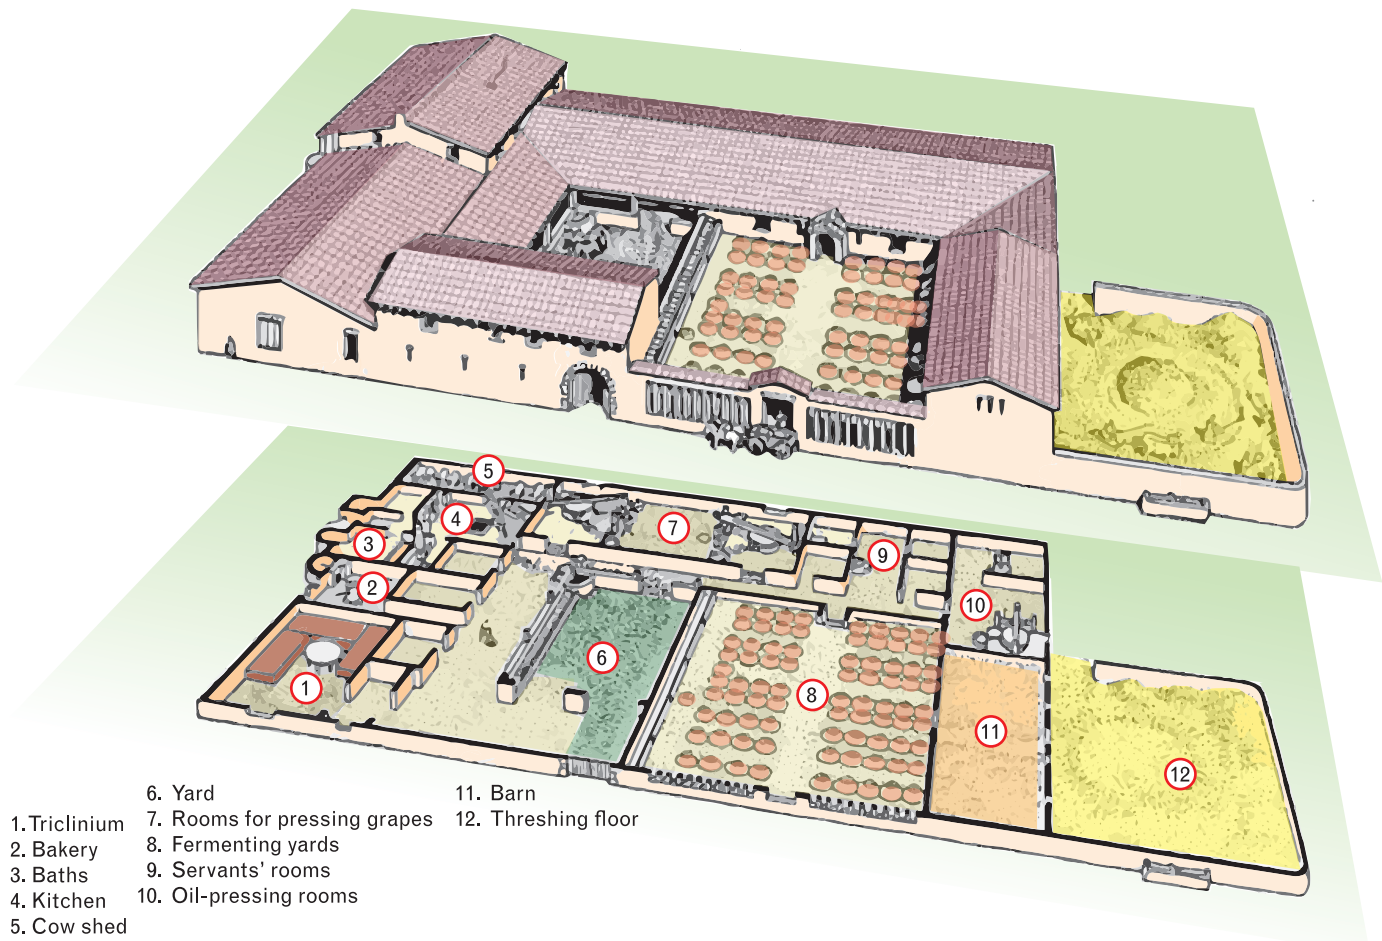 5
4
7
3
9
2
10
6
1
8
11
12
1. Triclinium
2. Bakery
3. Baths
4. Kitchen
5. Cow shed
6. Yard
7. Rooms for pressing grapes
8. Fermenting yards
9. Servants' rooms
10. Oil-pressing rooms
11. Barn
12. Threshing floor